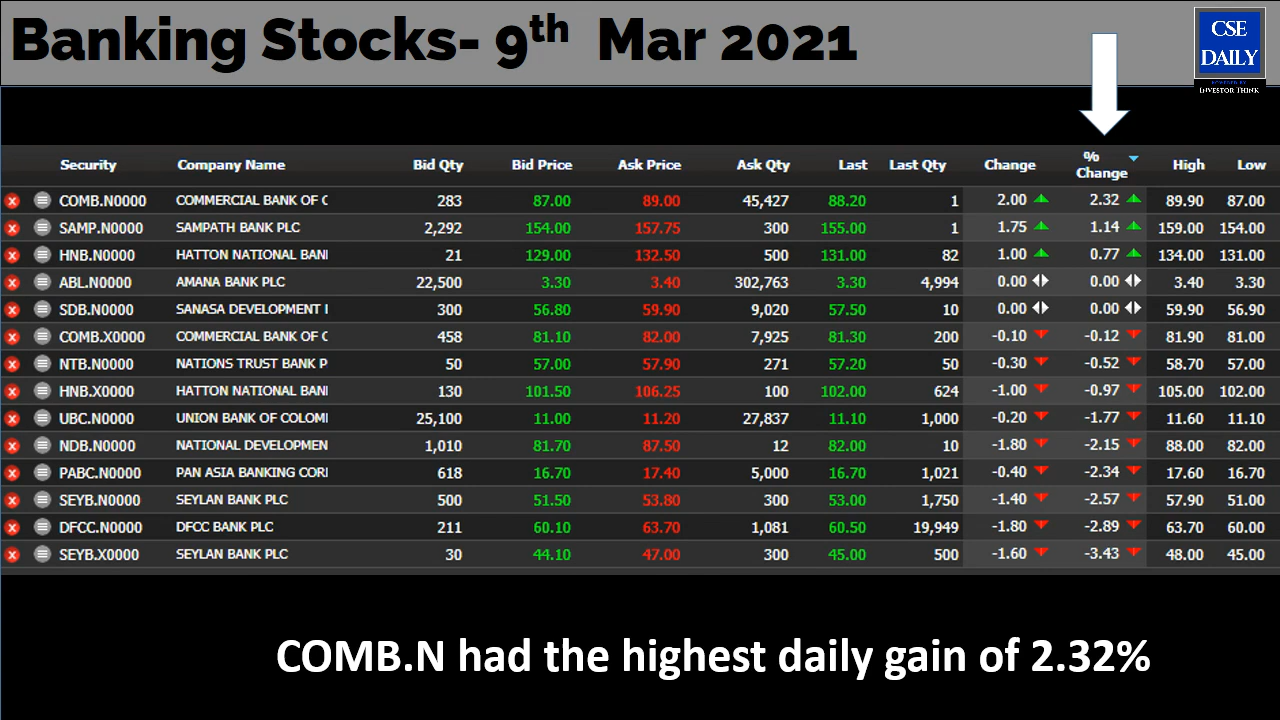 Banking Stocks- 9th Mar 2021
CSE
DAILY
POWERED BY
INVESTOR THINK
Security Company Name Bid Qty Bid Price Ask Price Ask Qty Last Last Qty Change % Change High Low
COMB.N0000 COMMERCIAL BANK OF C 283 87.00 89.00 45,427 88.20 1 2.00 2.32 89.90 87.00
SAMP.N0000 SAMPATH BANK PLC 2,292 154.00 157.75 300 155.00 1 1.75 1.14 159.00 154.00
HNB.N0000 HATTON NATIONAL BAN 21 129.00 132.50 500 131.00 82 1.00 0.77 134.00 131.00
ABL.N0000 AMANA BANK PLC 22,500 3.30 3.40 302,763 3.30 4,994 0.00 0.00 3.40 3.30
SDB.N0000 SANASA DEVELOPMENT 300 56.80 59.90 9,020 57.50 10 0.00 0.00 59.90 56.90
COMB.X0000 COMMERCIAL BANK OF C 458 81.10 82.00 7,925 81.30 200 -0.10 -0.12 81.90 81.00
NTB.N0000 NATIONS TRUST BANK P 50 57.00 57.90 271 57.20 50 -0.30 -0.52 58.70 57.00
HNB.X0000 HATTON NATIONAL BAN 130 101.50 106.25 100 102.00 624 -1.00 -0.97 105.00 102.00
UBC.N0000 UNION BANK OF COLOM 25,100 11.00 11.20 27,837 11.10 1,000 -0.20 -1.77 11.60 11.10
NDB.N0000 NATIONAL DEVELOPMEN 1,010 81.70 87.50 12 82.00 10 -1.80 -2.15 88.00 82.00
PABC.N0000 PAN ASIA BANKING COR 618 16.70 17.40 5,000 16.70 1,021 -0.40 -2.34 17.60 16.70
SEYB.N0000 SEYLAN BANK PLC 500 51.50 53.80 300 53.00 1,750 -1.40 -2.57 57.90 51.00
DFCC.N0000 DFCC BANK PLC 211 60.10 63.70 1,081 60.50 19,949 -1.80 -2.89 63.70 60.00
SEYB.X0000 SEYLAN BANK PLC 30 44.10 47.00 300 45.00 500 -1.60 -3.43 48.00 45.00
COMB.N had the highest daily gain of 2.32%